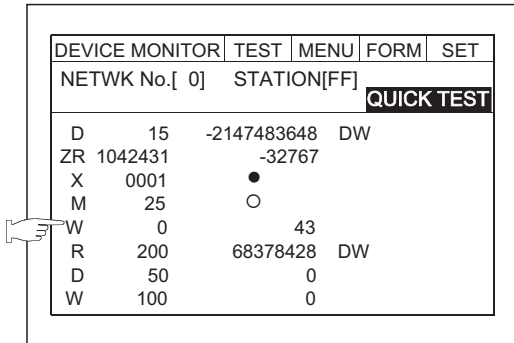 DEVICE MONITOR TEST MENU FORM SET
NETWK No.[ 0] STATION[FF]
QUICK TEST
D 15 -2147483648 DW
ZR 1042431 -32767
X 0001 ●
M 25 ○
W 0 43
R 200 68378428 DW
D 50 0
W 100 0